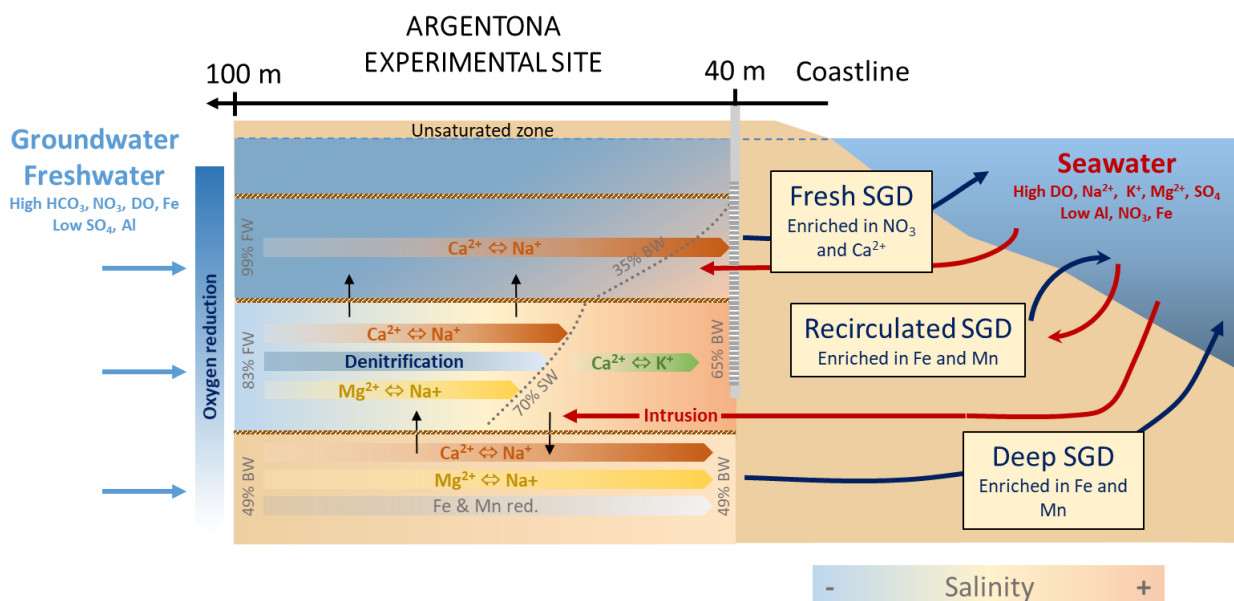 ARGENTONA
EXPERIMENTAL SITE
100 m
40 m
Coastline
Unsaturated zone
Groundwater
Freshwater
High HCO₃, NO₃, DO, Fe
Low SO₄, Al
Oxygen reduction
99% FW
83% FW
49% BW
Ca²⁺ ⇔ Na⁺
35% BW
Ca²⁺ ⇔ Na⁺
Denitrification
Mg²⁺ ⇔ Na+
70% SW
Ca²⁺ ⇔ K⁺
65% BW
Ca²⁺ ⇔ Na⁺
Mg²⁺ ⇔ Na+
Fe & Mn red.
49% BW
Fresh SGD
Enriched in NO₃
and Ca²⁺
Seawater
High DO, Na²⁺, K⁺, Mg²⁺, SO₄
Low Al, NO₃, Fe
Recirculated SGD
Enriched in Fe and Mn
Intrusion
Deep SGD
Enriched in Fe and
Mn
- Salinity +